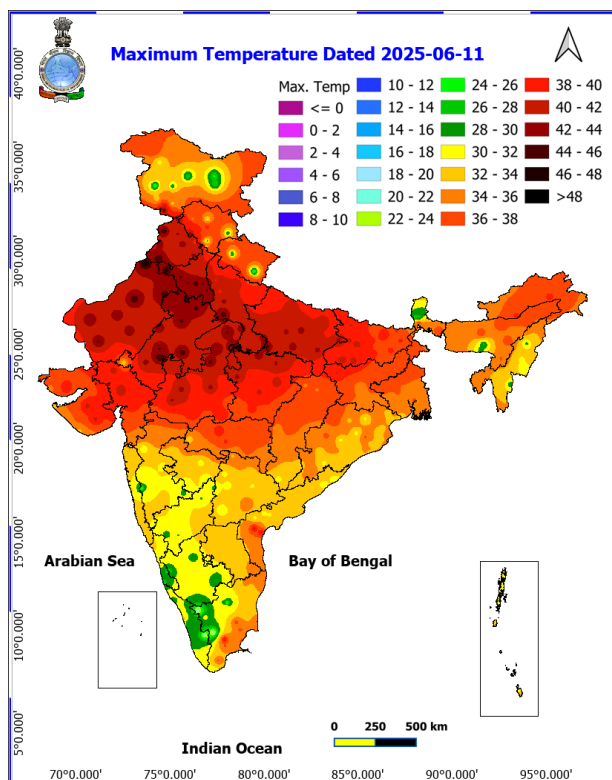 Maximum Temperature Dated 2025-06-11
Max. Temp
<= 0
0 - 2
2 - 4
4 - 6
6 - 8
8 - 10
10 - 12
12 - 14
14 - 16
16 - 18
18 - 20
20 - 22
22 - 24
24 - 26
26 - 28
28 - 30
30 - 32
32 - 34
34 - 36
36 - 38
38 - 40
40 - 42
42 - 44
44 - 46
46 - 48
>48
40°0.000'
35°0.000'
30°0.000'
25°0.000'
20°0.000'
15°0.000'
10°0.000'
5°0.000'
Arabian Sea
Bay of Bengal
0 250 500 km
Indian Ocean
70°0.000' 75°0.000' 80°0.000' 85°0.000' 90°0.000' 95°0.000'